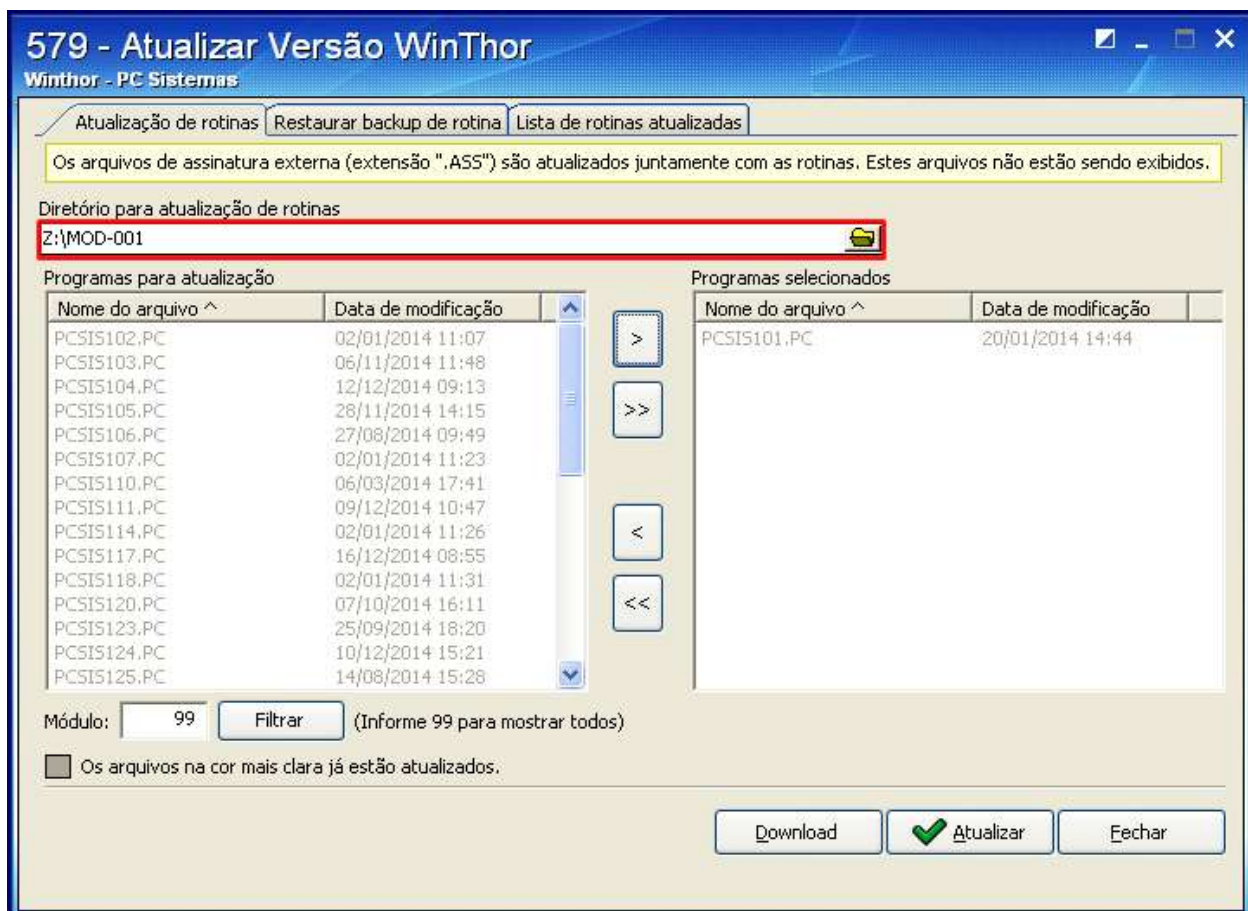 579 - Atualizar Versão WinThor
Winthor - PC Sistemas
Atualização de rotinas Restaurar backup de rotina Lista de rotinas atualizadas
Os arquivos de assinatura externa (extensão ".ASS") são atualizados juntamente com as rotinas. Estes arquivos não estão sendo exibidos.
Diretório para atualização de rotinas
Z:\MOD-001
Programas para atualização Programas selecionados
Nome do arquivo ^ Data de modificação Nome do arquivo ^ Data de modificação
PCSIS102.PC 02/01/2014 11:07 > PCSIS101.PC 20/01/2014 14:44
PCSIS103.PC 06/11/2014 11:48
PCSIS104.PC 12/12/2014 09:13
PCSIS105.PC 28/11/2014 14:15 >>
PCSIS106.PC 27/08/2014 09:49
PCSIS107.PC 02/01/2014 11:23
PCSIS110.PC 06/03/2014 17:41
PCSIS111.PC 09/12/2014 10:47
PCSIS114.PC 02/01/2014 11:26 <
PCSIS117.PC 16/12/2014 08:55
PCSIS118.PC 02/01/2014 11:31
PCSIS120.PC 07/10/2014 16:11 <<
PCSIS123.PC 25/09/2014 18:20
PCSIS124.PC 10/12/2014 15:21
PCSIS125.PC 14/08/2014 15:28
Módulo: 99 Filtrar (Informe 99 para mostrar todos)
Os arquivos na cor mais clara já estão atualizados.
Download Atualizar Fechar